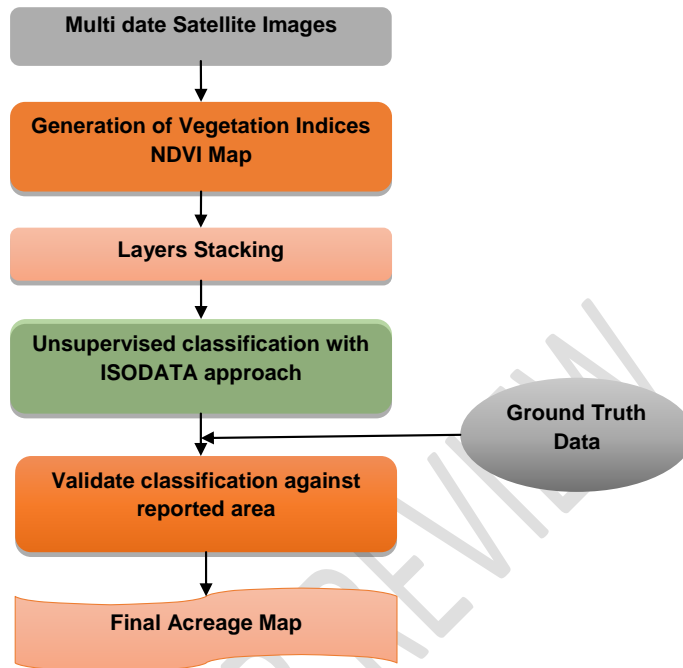 Multi date Satellite Images
Generation of Vegetation Indices
NDVI Map
Layers Stacking
Unsupervised classification with
ISODATA approach
Ground Truth
Data
Validate classification against
reported area
Final Acreage Map
REVIEW